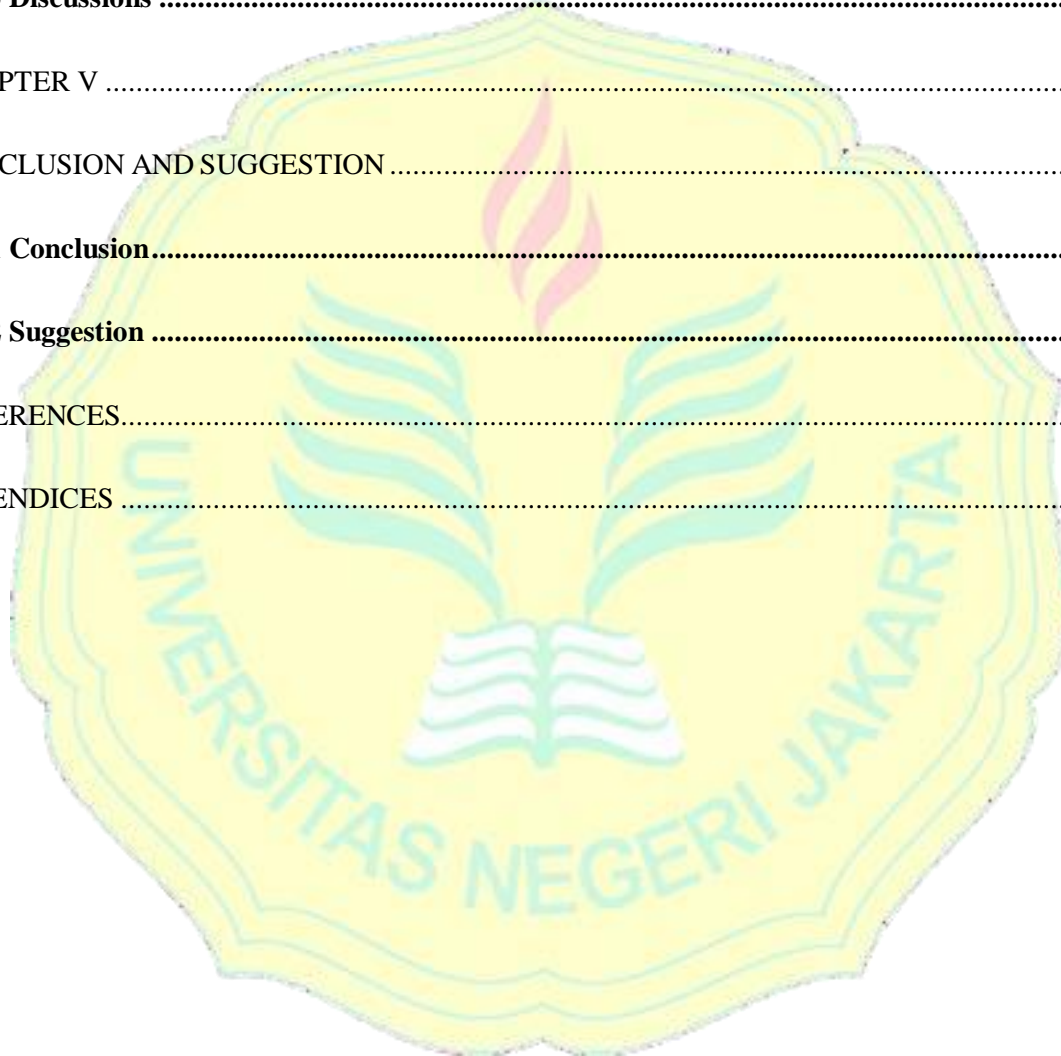 Discussions ........................................................................................................................
PTER V ........................................................................................................................
CLUSION AND SUGGESTION ........................................................................................
Conclusion........................................................................................................................
Suggestion ........................................................................................................................
ERENCES........................................................................................................................
ENDICES ........................................................................................................................
UNIVERSITAS NEGERI JAKARTA